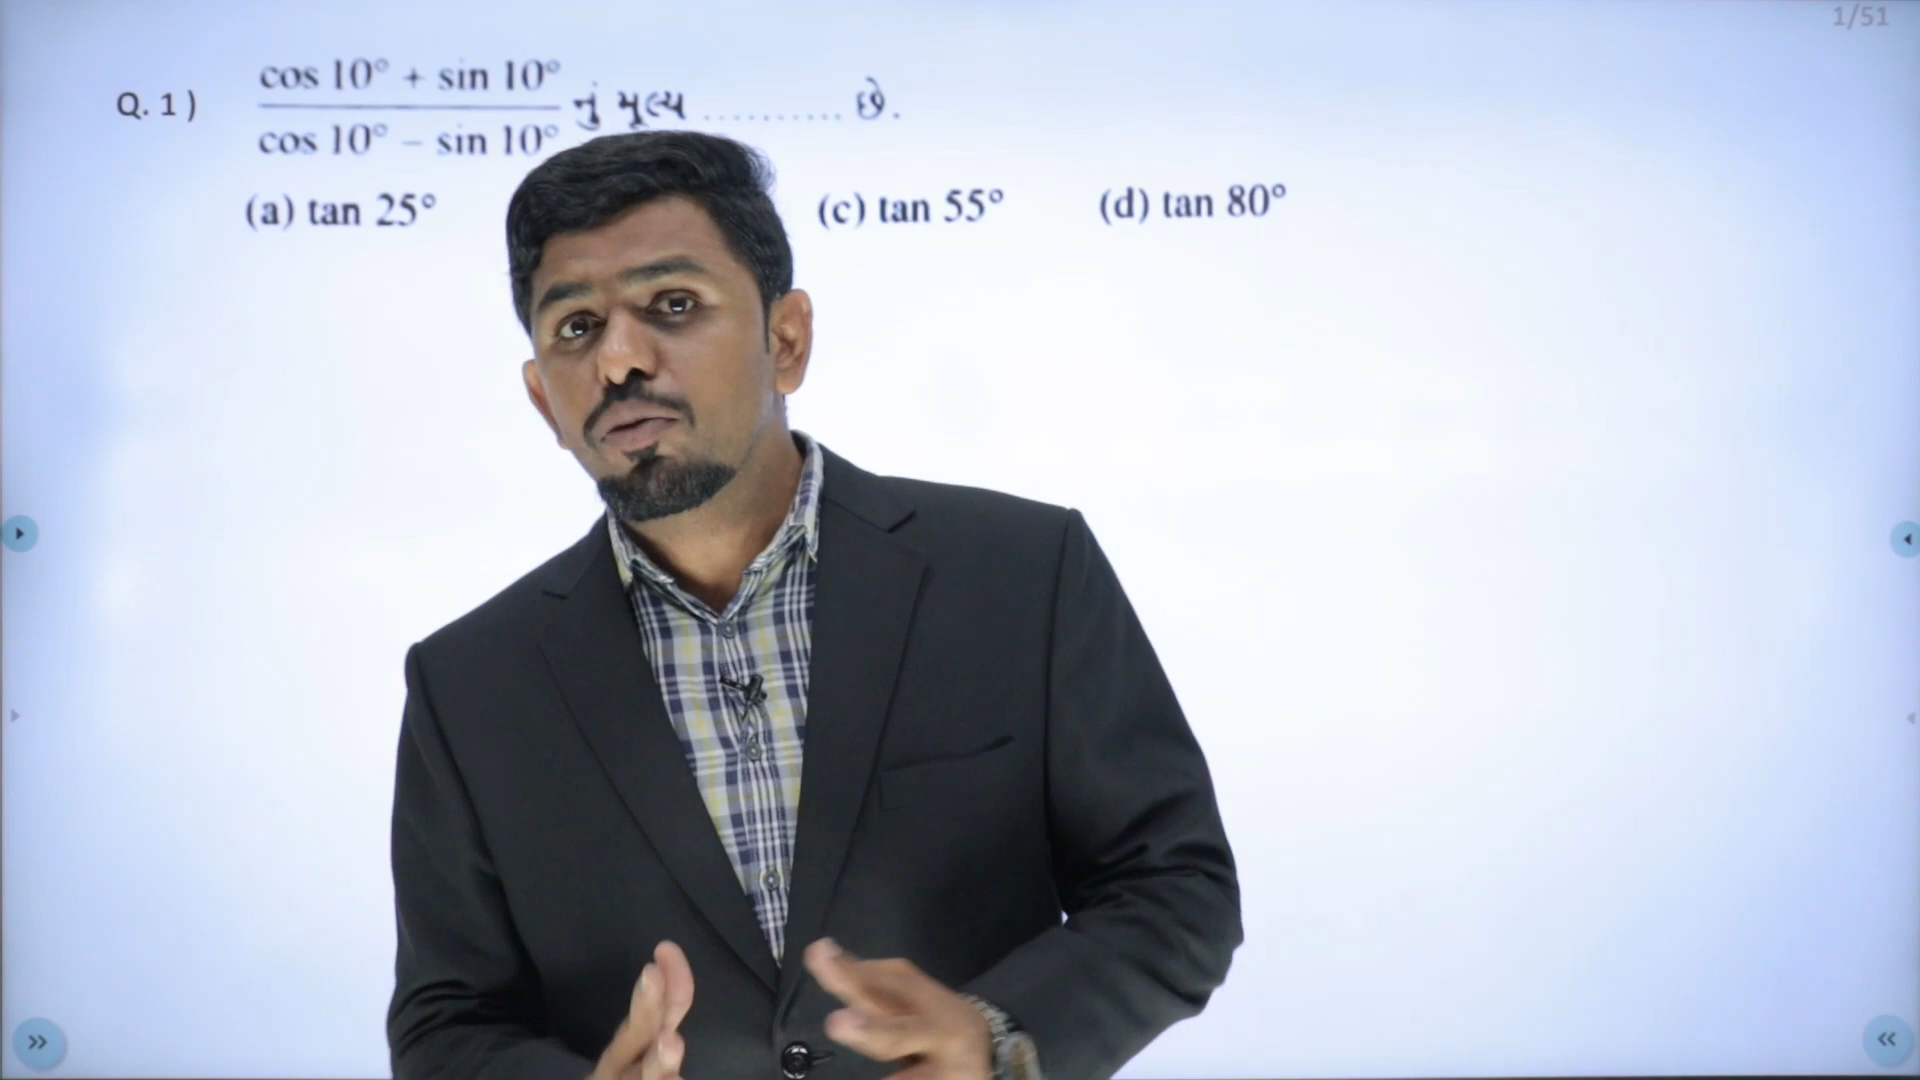 1/51
Q. 1) cos 10° + sin 10° / cos 10° – sin 10° નું મૂલ્ય .......... છે.
(a) tan 25° (c) tan 55° (d) tan 80°